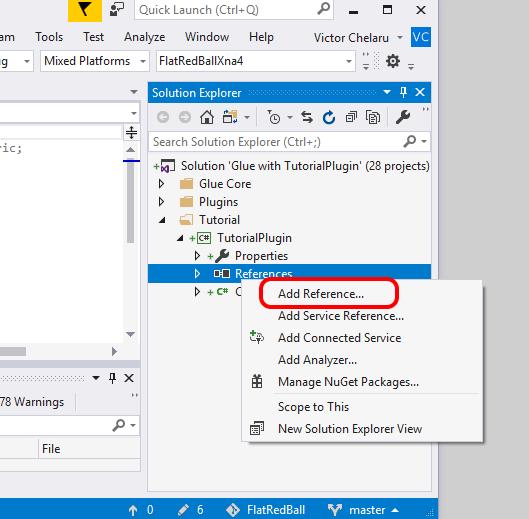 Quick Launch (Ctrl+Q)
am Tools Test Analyze Window Help Victor Chelaru VC
ug Mixed Platforms FlatRedBallXna4
Solution Explorer
Search Solution Explorer (Ctrl+;)
ric;
Solution 'Glue with TutorialPlugin' (28 projects)
Glue Core
Plugins
Tutorial
C# TutorialPlugin
Properties
References
C# C
Add Reference...
Add Service Reference...
Add Connected Service
Add Analyzer...
Manage NuGet Packages...
Scope to This
New Solution Explorer View
78 Warnings
File
0 6 FlatRedBall master